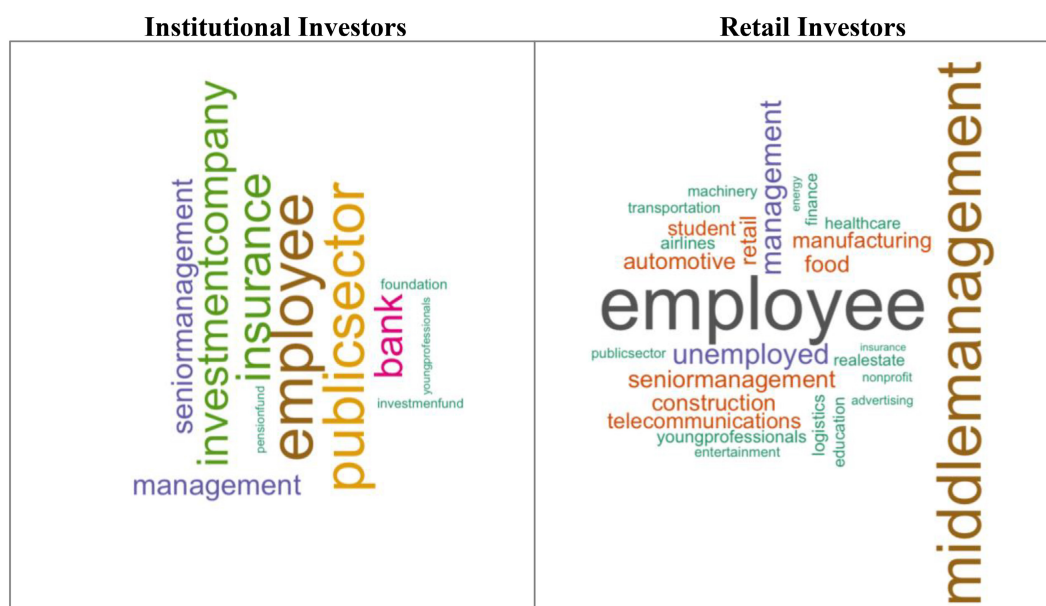 Institutional Investors
seniormanagement
investmentcompany
insurance
pensionfund
employee
publicsector
foundation
bank
youngprofessionals
investmenfund
management
Retail Investors
management
energy
machinery
finance
transportation
student
retail
healthcare
airlines
manufacturing
automotive
food
employee
middlemanagement
publicsector
unemployed
insurance
realestate
seniormanagement
nonprofit
construction
logistics
education
advertising
telecommunications
youngprofessionals
entertainment